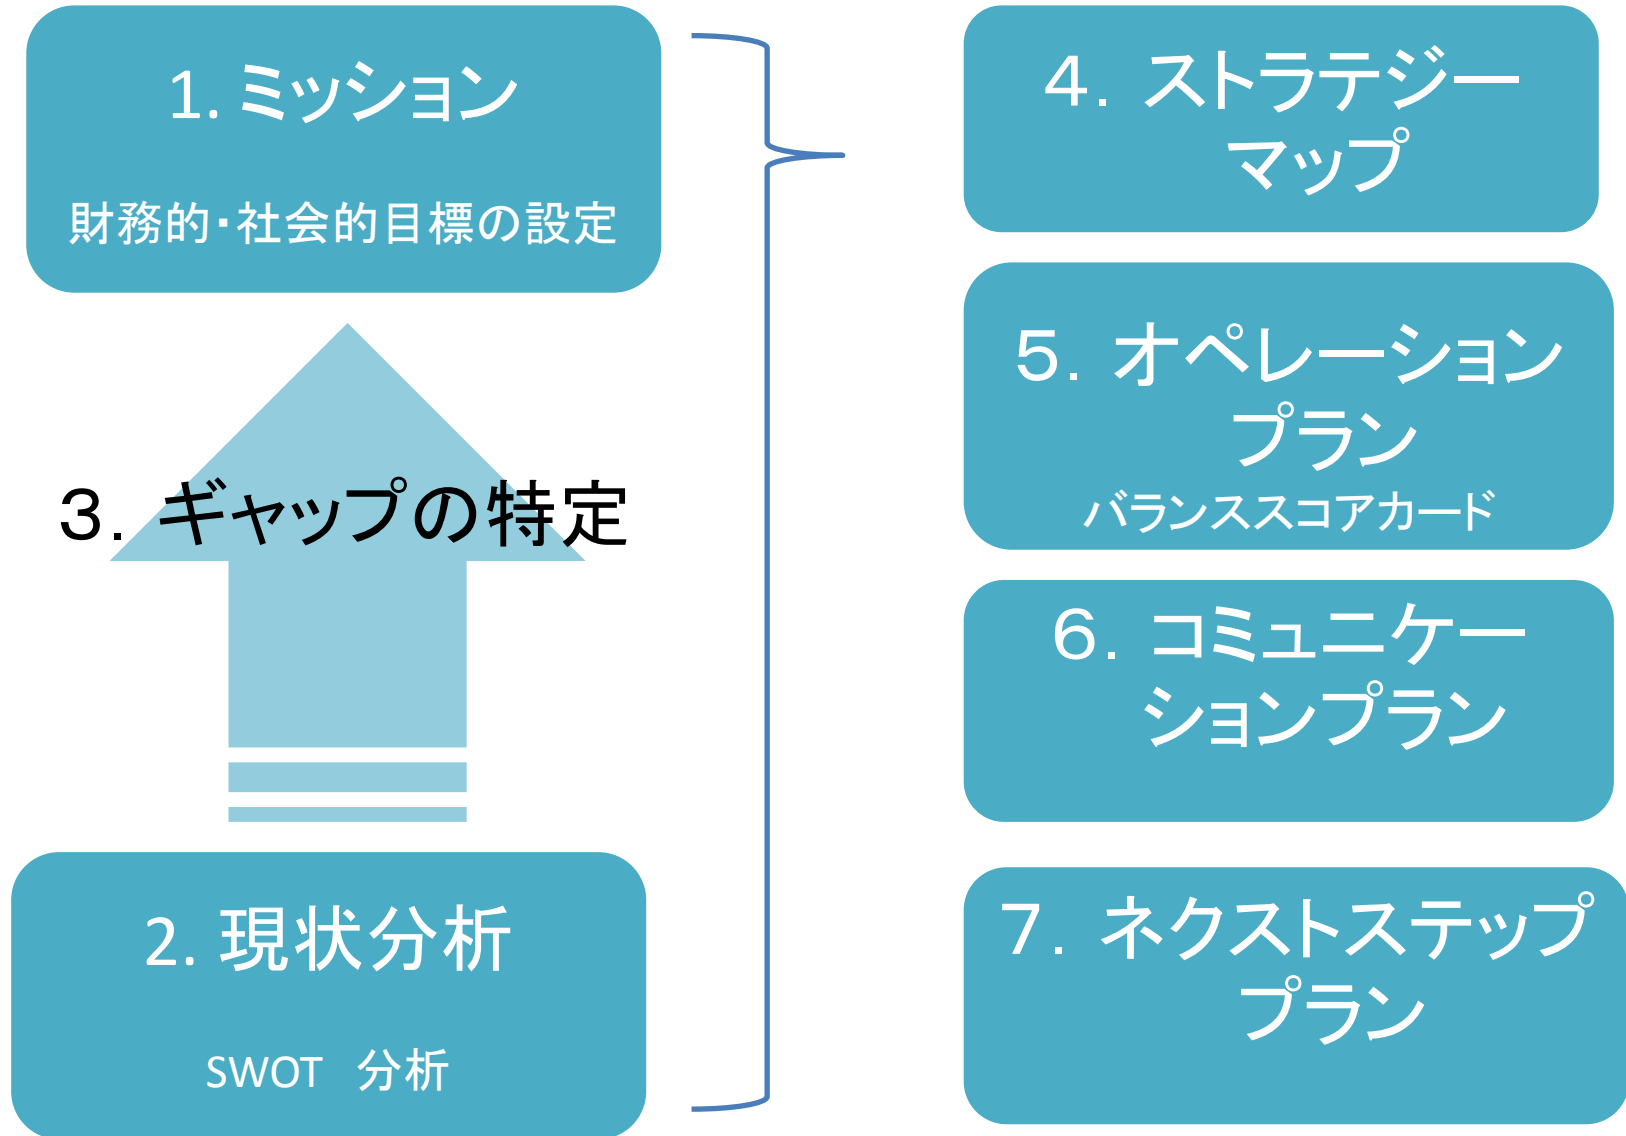 1. ミッション
財務的・社会的目標の設定
３．ギャップの特定
2. 現状分析
SWOT　分析
４．ストラテジー
マップ
５．オペレーション
プラン
バランススコアカード
６．コミュニケー
ションプラン
７．ネクストステップ
プラン